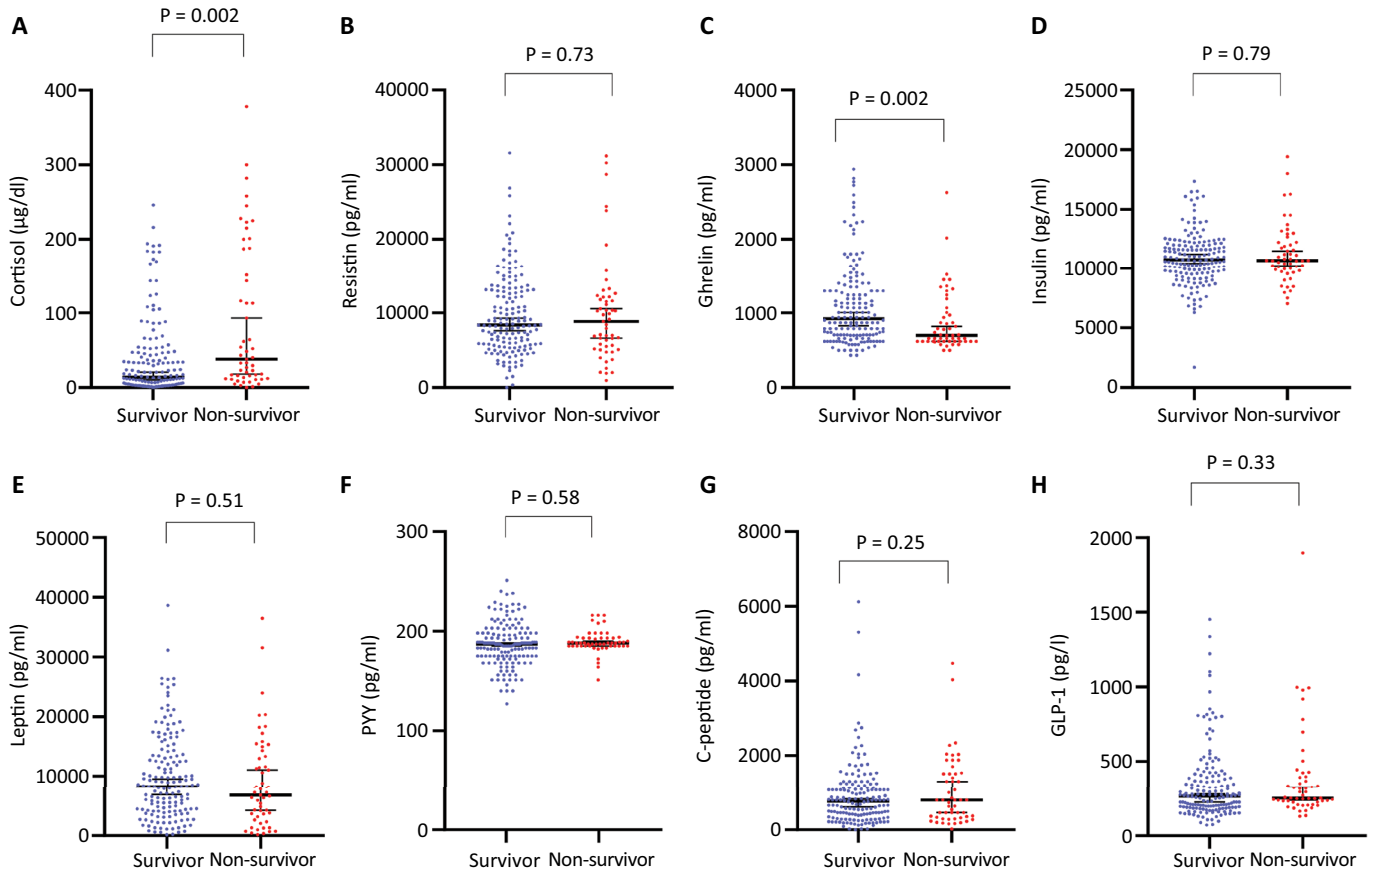 A
P = 0.002
Cortisol (µg/dl)
400
300
200
100
0
Survivor Non-survivor
B
P = 0.73
Resistin (pg/ml)
40000
30000
20000
10000
0
Survivor Non-survivor
C
P = 0.002
Ghrelin (pg/ml)
4000
3000
2000
1000
0
Survivor Non-survivor
D
P = 0.79
Insulin (pg/ml)
25000
20000
15000
10000
5000
0
Survivor Non-survivor
E
P = 0.51
Leptin (pg/ml)
50000
40000
30000
20000
10000
0
Survivor Non-survivor
F
P = 0.58
PYY (pg/ml)
300
200
100
0
Survivor Non-survivor
G
P = 0.25
C-peptide (pg/ml)
8000
6000
4000
2000
0
Survivor Non-survivor
H
P = 0.33
GLP-1 (pg/l)
2000
1500
1000
500
0
Survivor Non-survivor